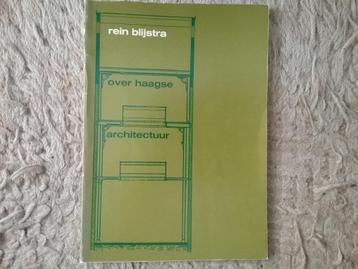 rein blijstra
over haagse
architectuur